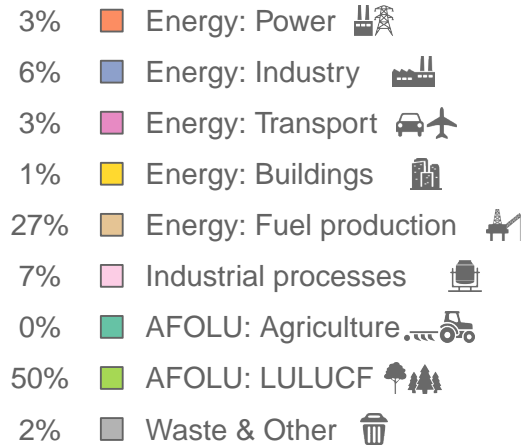 3% Energy: Power
6% Energy: Industry
3% Energy: Transport
1% Energy: Buildings
27% Energy: Fuel production
7% Industrial processes
0% AFOLU: Agriculture
50% AFOLU: LULUCF
2% Waste & Other